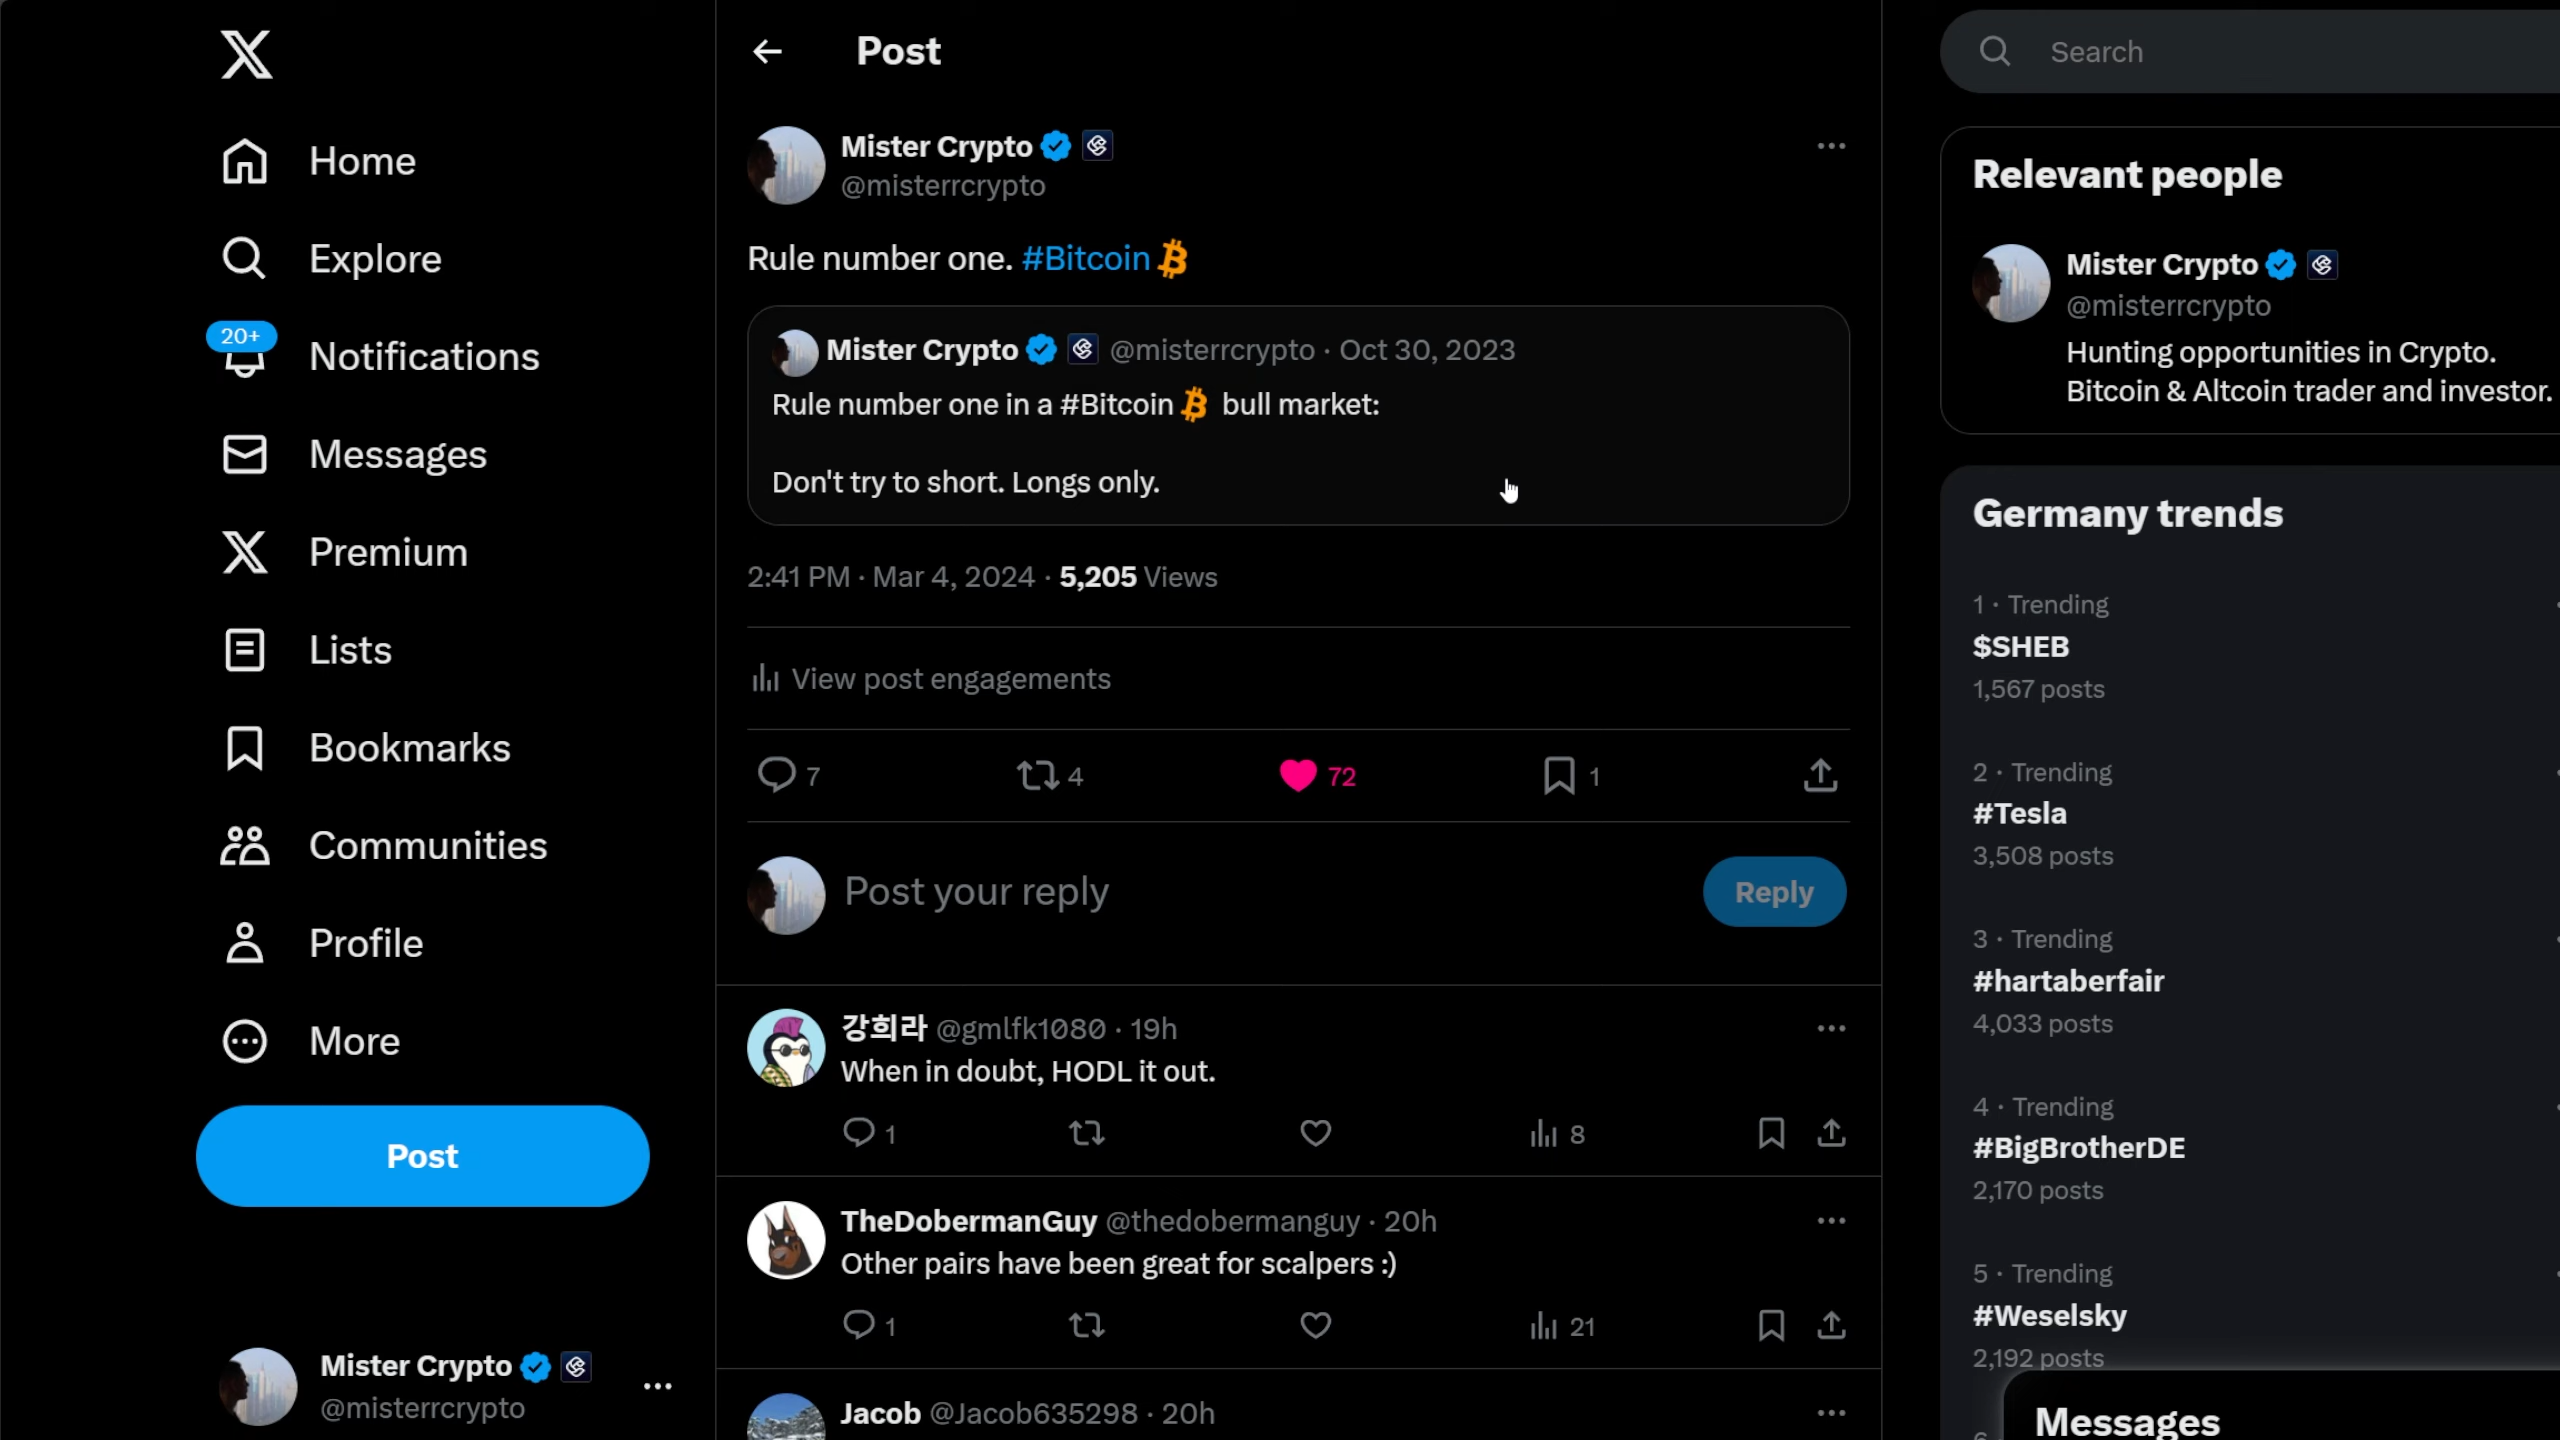 Home
Explore
20+
Notifications
Messages
Premium
Lists
Bookmarks
Communities
Profile
More
Post
Mister Crypto
@misterrcrypto
Post
Mister Crypto
@misterrcrypto
Rule number one. #Bitcoin
Mister Crypto @misterrcrypto · Oct 30, 2023
Rule number one in a #Bitcoin bull market:
Don't try to short. Longs only.
2:41 PM · Mar 4, 2024 · 5,205 Views
View post engagements
7 4 72 1
Post your reply
Reply
강희라 @gmlfk1080 · 19h
When in doubt, HODL it out.
1 8
TheDobermanGuy @thedobermanguy · 20h
Other pairs have been great for scalpers :)
1 21
Jacob @Jacob635298 · 20h
Search
Relevant people
Mister Crypto
@misterrcrypto
Hunting opportunities in Crypto.
Bitcoin & Altcoin trader and investor.
Germany trends
1 · Trending
$SHEB
1,567 posts
2 · Trending
#Tesla
3,508 posts
3 · Trending
#hartaberfair
4,033 posts
4 · Trending
#BigBrotherDE
2,170 posts
5 · Trending
#Weselsky
2,192 posts
Messages